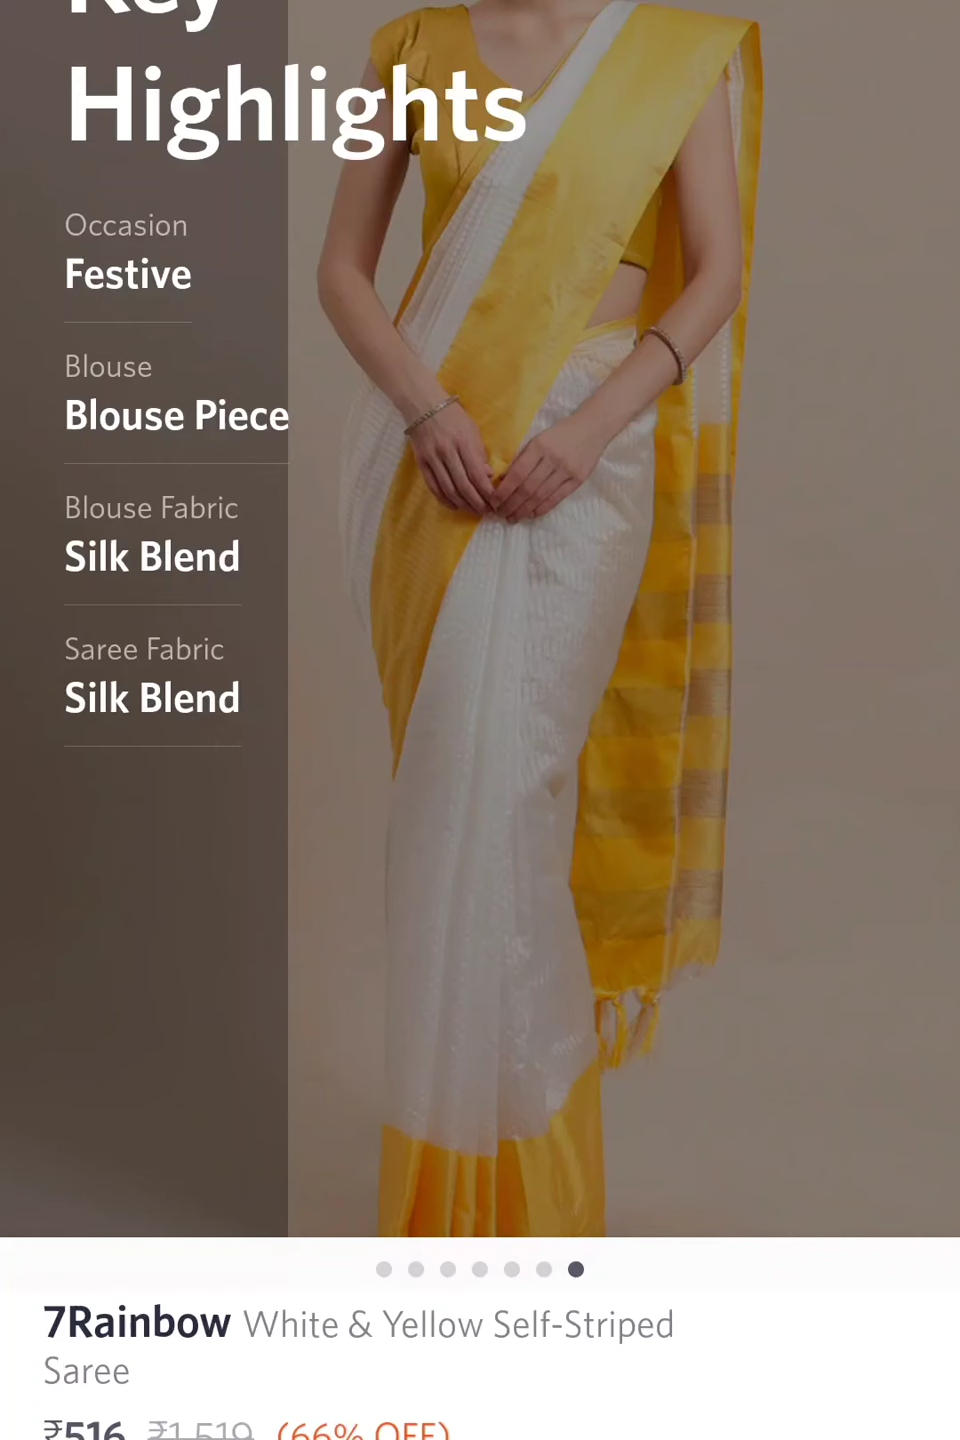 Key
Highlights
Occasion
Festive
Blouse
Blouse Piece
Blouse Fabric
Silk Blend
Saree Fabric
Silk Blend
7Rainbow White & Yellow Self-Striped
Saree
₹516 ₹1,519 (66% OFF)